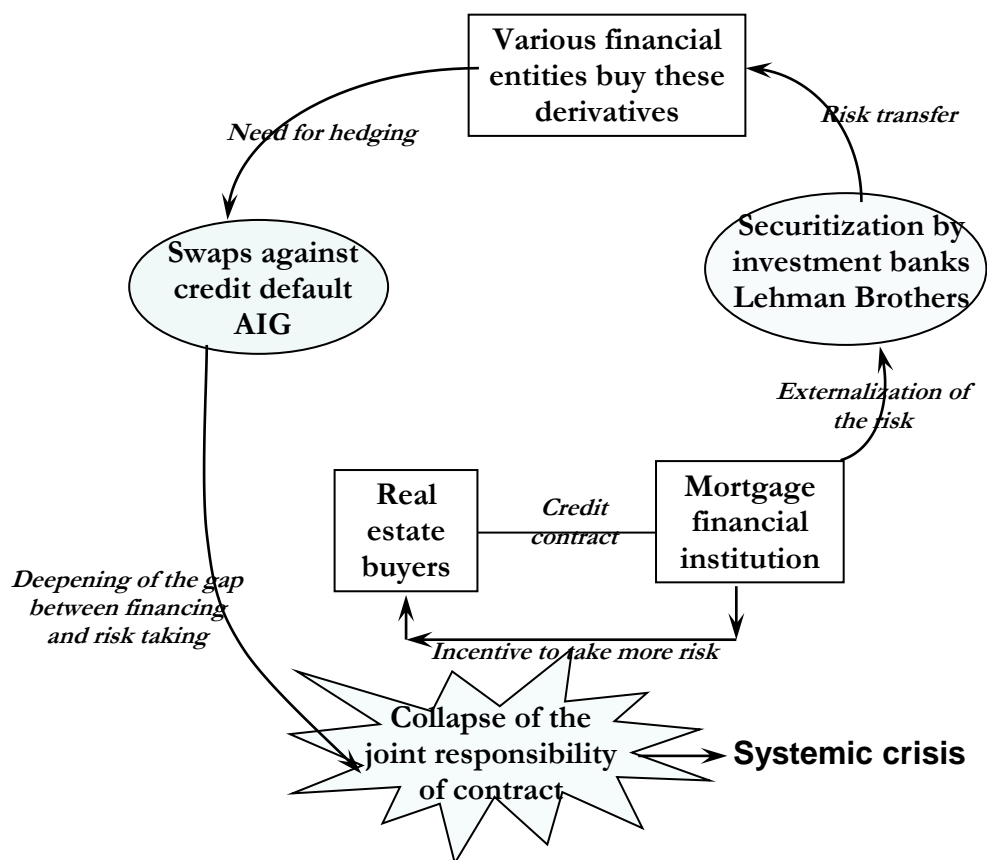 Various financial
entities buy these
derivatives
Need for hedging
Risk transfer
Swaps against
credit default
AIG
Securitization by
investment banks
Lehman Brothers
Externalization of
the risk
Real
estate
buyers
Credit
contract
Mortgage
financial
institution
Deepening of the gap
between financing
and risk taking
Incentive to take more risk
Collapse of the
joint responsibility
of contract
Systemic crisis